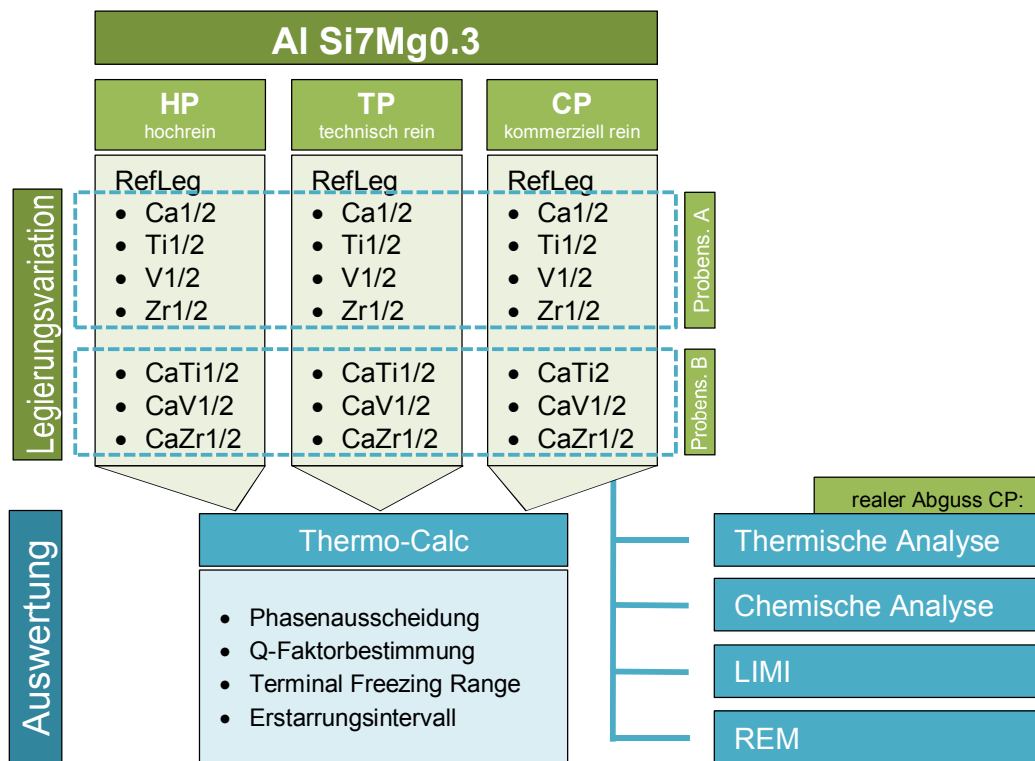 Al Si7Mg0.3
HP
hochrein
TP
technisch rein
CP
kommerziell rein
Legierungsvariation
RefLeg
• Ca1/2
• Ti1/2
• V1/2
• Zr1/2
• CaTi1/2
• CaV1/2
• CaZr1/2
RefLeg
• Ca1/2
• Ti1/2
• V1/2
• Zr1/2
• CaTi1/2
• CaV1/2
• CaZr1/2
RefLeg
• Ca1/2
• Ti1/2
• V1/2
• Zr1/2
• CaTi2
• CaV1/2
• CaZr1/2
Probens. A
Probens. B
Auswertung
Thermo-Calc
• Phasenausscheidung
• Q-Faktorbestimmung
• Terminal Freezing Range
• Erstarrungsintervall
realer Abguss CP:
Thermische Analyse
Chemische Analyse
LIMI
REM